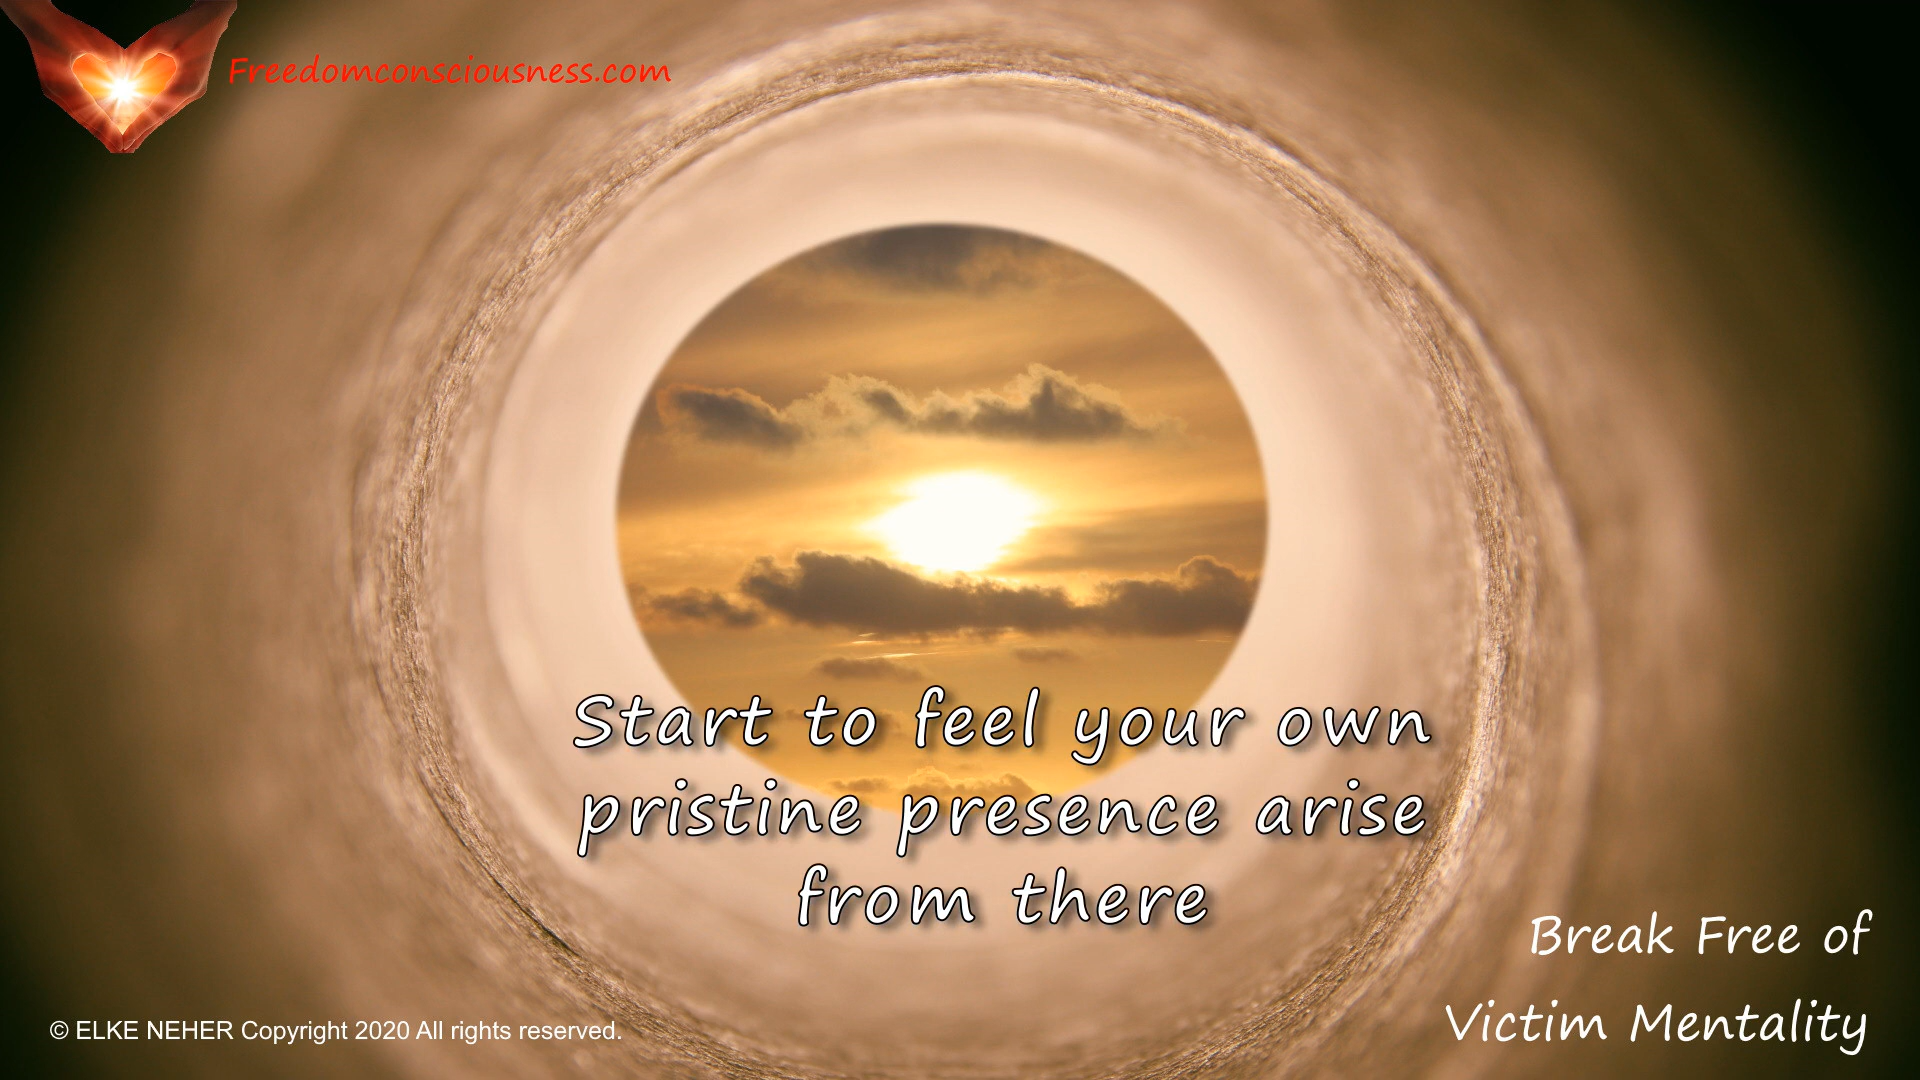 Freedomconsciousness.com
Start to feel your own
pristine presence arise
from there
Break Free of
Victim Mentality
© ELKE NEHER Copyright 2020 All rights reserved.